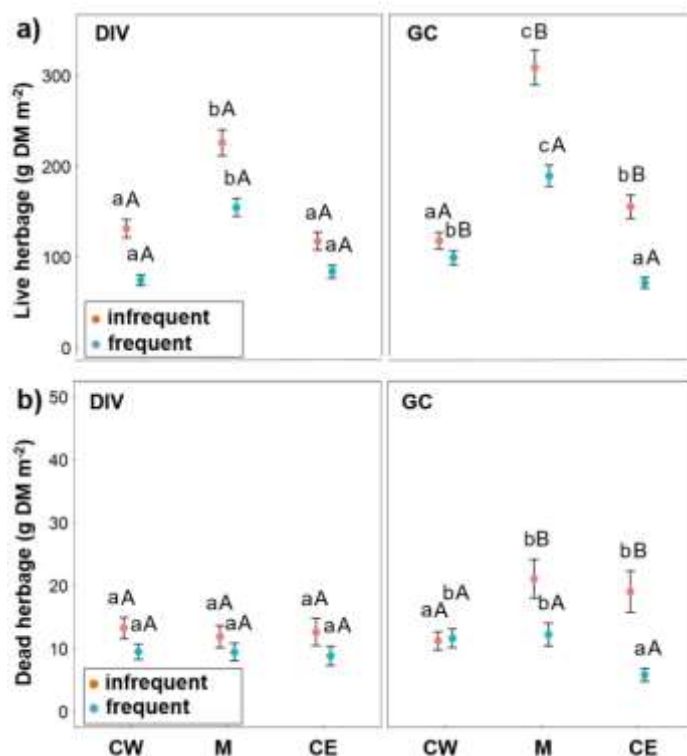 a)
DIV
GC
Live herbage (g DM m⁻²)
300
200
100
0
aA
aA
bA
bA
aA
aA
aA
bB
cB
cA
bB
aA
infrequent
frequent
b)
DIV
GC
Dead herbage (g DM m⁻²)
50
40
30
20
10
0
aA
aA
aA
aA
aA
aA
aA
bA
bB
bA
bB
aA
infrequent
frequent
CW
M
CE
CW
M
CE